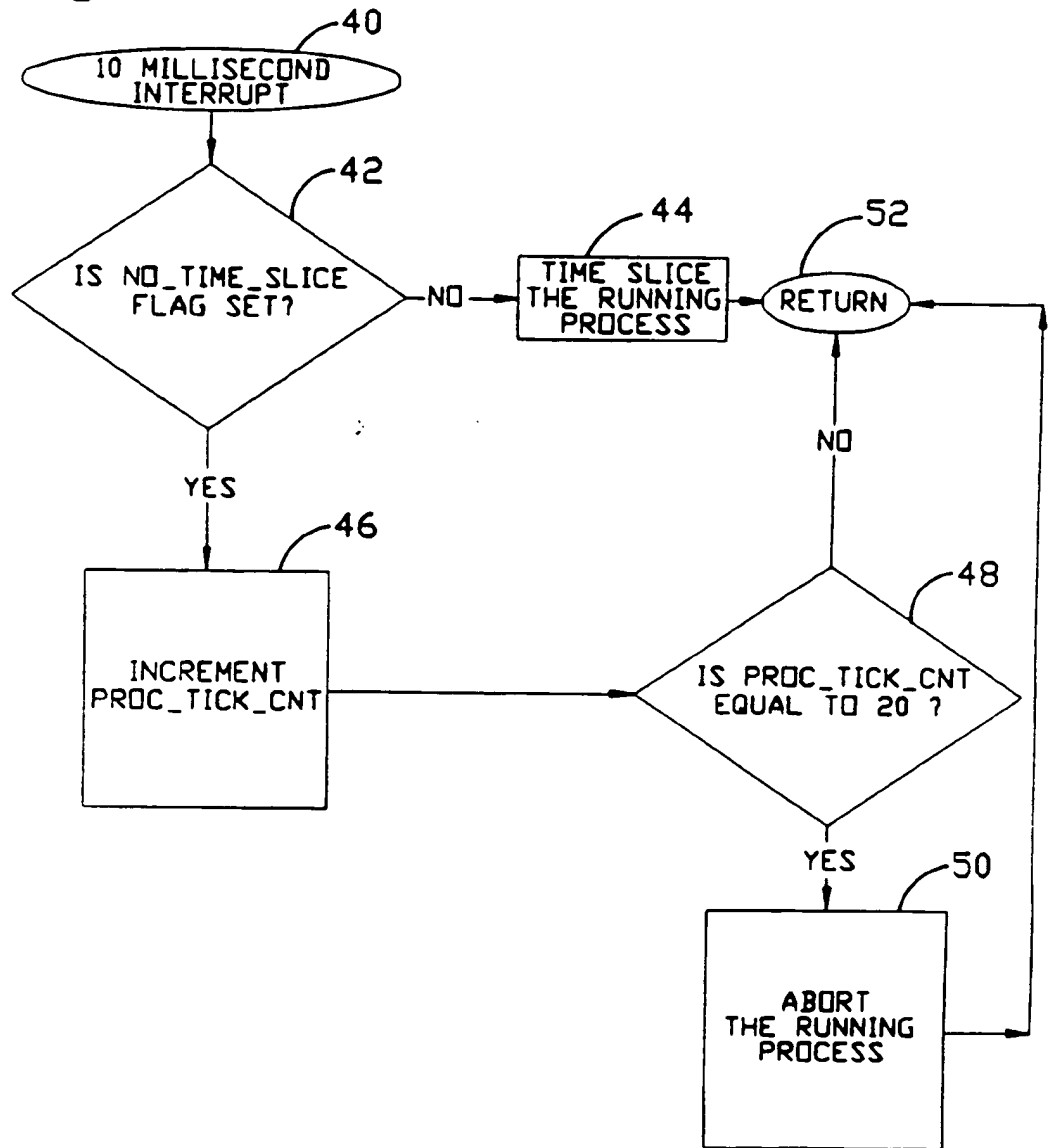 40
10 MILLISECOND
INTERRUPT
42
IS NO_TIME_SLICE
FLAG SET?
NO
44
TIME SLICE
THE RUNNING
PROCESS
52
RETURN
YES
NO
46
INCREMENT
PROC_TICK_CNT
48
IS PROC_TICK_CNT
EQUAL TO 20 ?
YES
50
ABORT
THE RUNNING
PROCESS